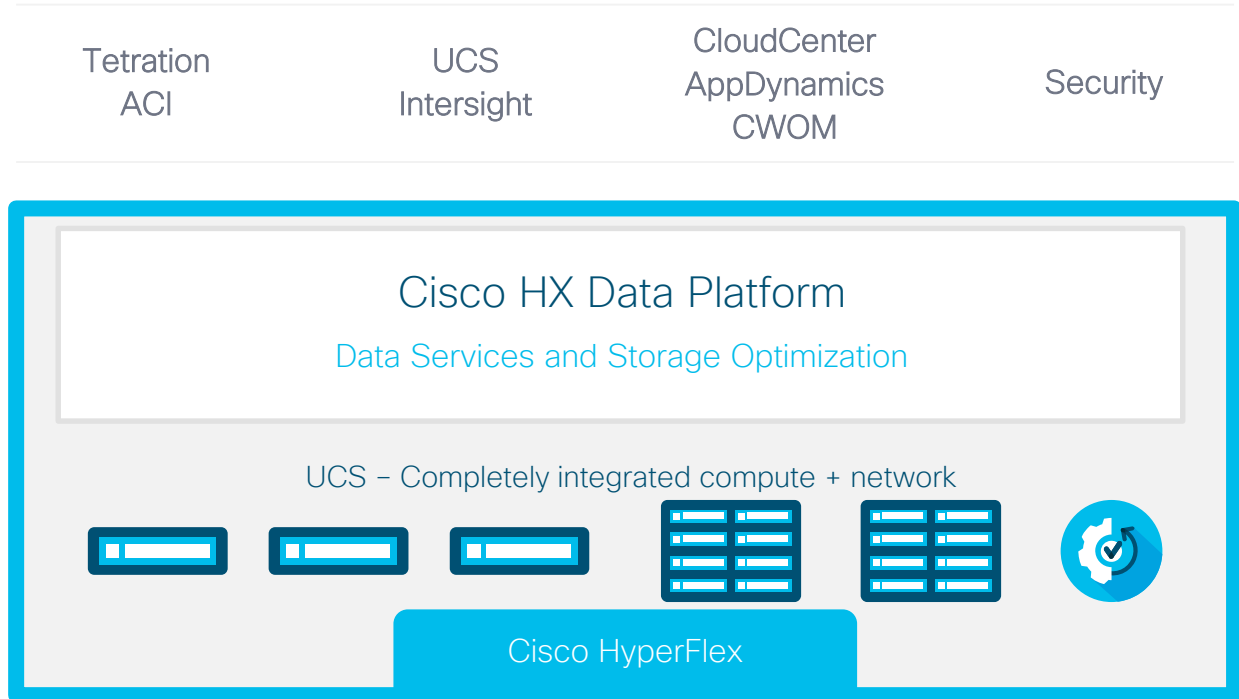 Tetration
ACI
UCS
Intersight
CloudCenter
AppDynamics
CWOM
Security
Cisco HX Data Platform
Data Services and Storage Optimization
UCS – Completely integrated compute + network
Cisco HyperFlex